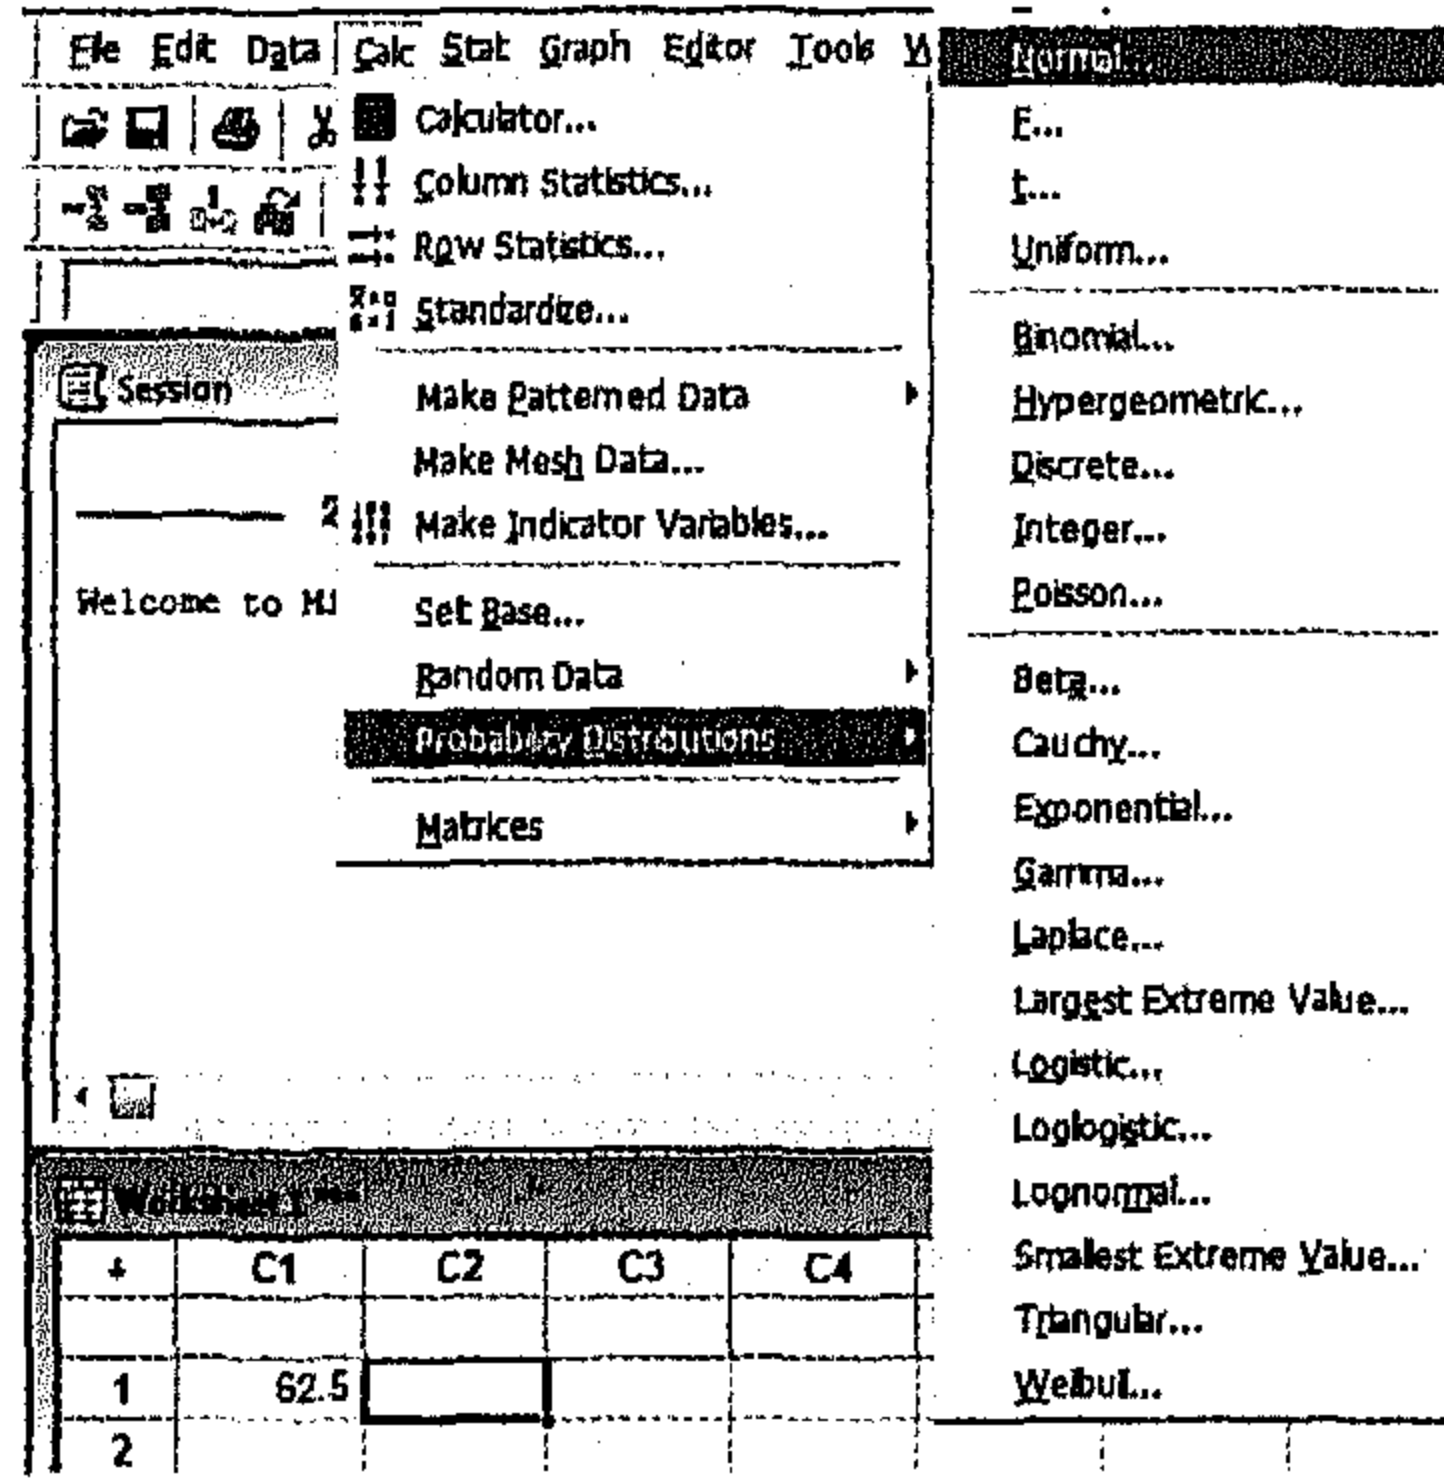 File Edit Data Calc Stat Graph Editor Tools W
Calculator...
Column Statistics...
Row Statistics...
Standardize...
Make Patterned Data
Make Mesh Data...
Make Indicator Variables...
Set Base...
Random Data
Probability Distributions
Matrices
Normal...
F...
t...
Uniform...
Binomial...
Hypergeometric...
Discrete...
Integer...
Poisson...
Beta...
Cauchy...
Exponential...
Gamma...
Laplace...
Largest Extreme Value...
Logistic...
Loglogistic...
Lognormal...
Smallest Extreme Value...
Triangular...
Weibull...
Session
Welcome to Mi
Worksheet 1 ***
C1 C2 C3 C4
1 62.5
2